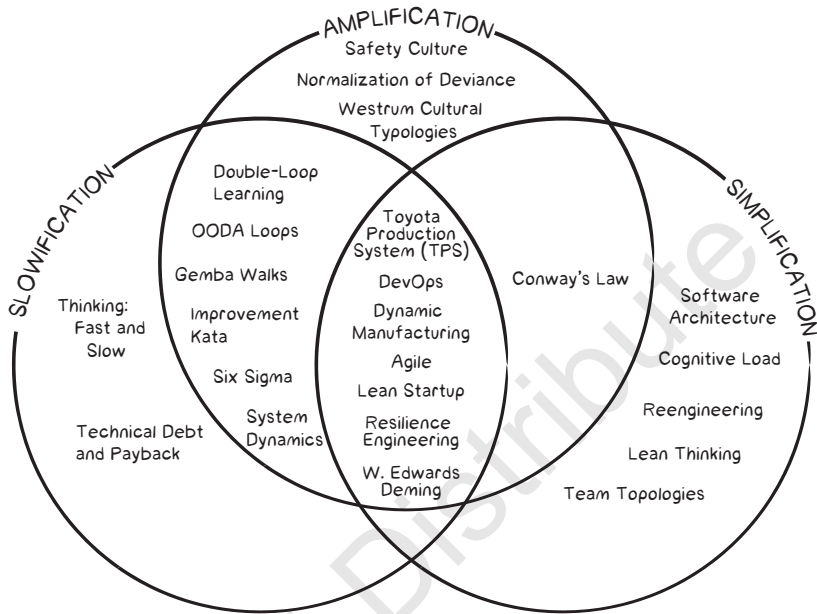 AMPLIFICATION
Safety Culture
Normalization of Deviance
Westrum Cultural
Typologies
SLOWIFICATION
SIMPLIFICATION
Double-Loop
Learning
OODA Loops
Gemba Walks
Improvement
Kata
Six Sigma
System
Dynamics
Thinking:
Fast and
Slow
Technical Debt
and Payback
Toyota
Production
System (TPS)
DevOps
Dynamic
Manufacturing
Agile
Lean Startup
Resilience
Engineering
W. Edwards
Deming
Conway's Law
Software
Architecture
Cognitive Load
Reengineering
Lean Thinking
Team Topologies
Distribute